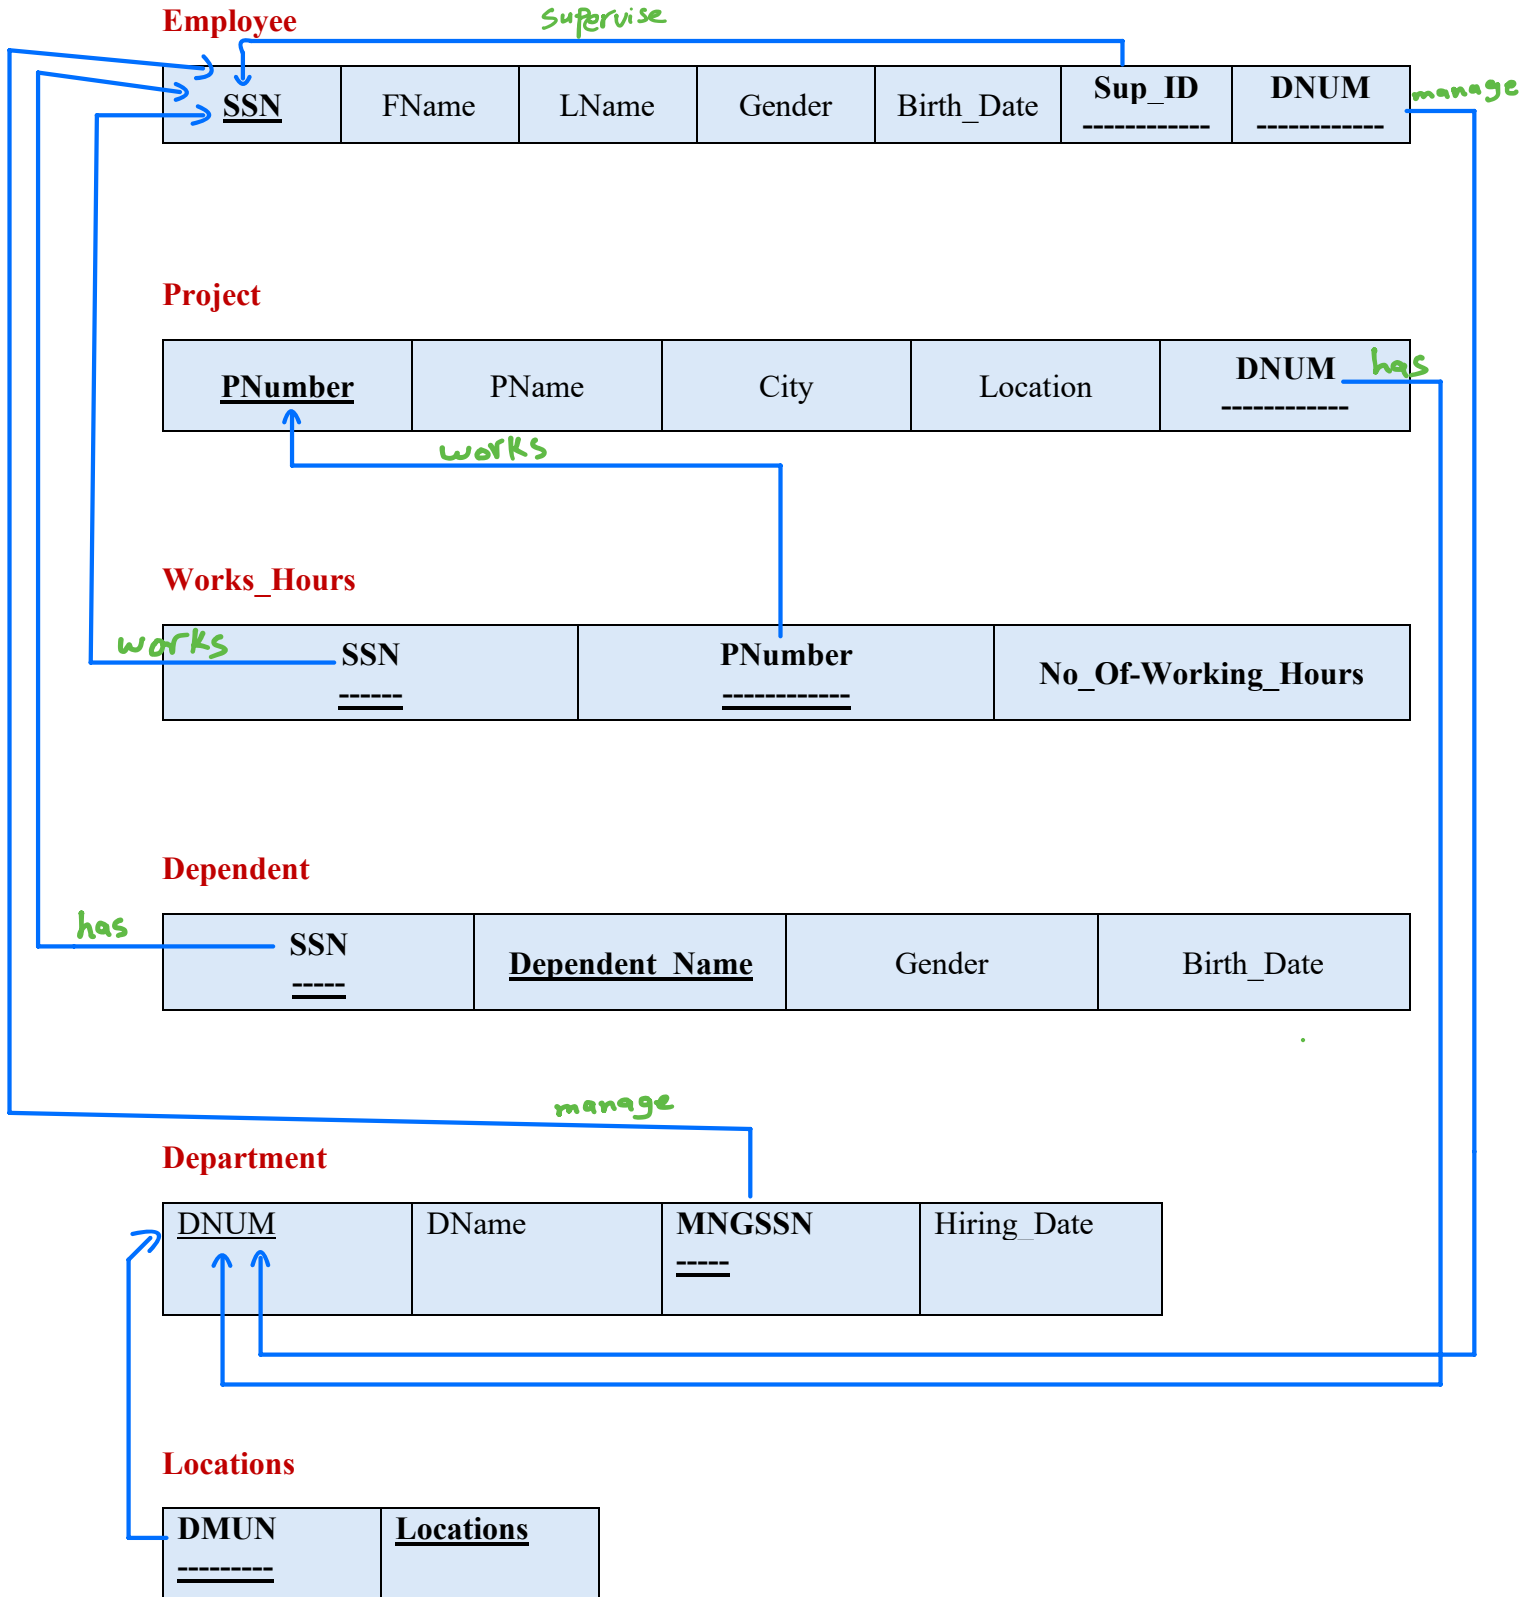 Employee
supervise
SSN FName LName Gender Birth_Date Sup_ID DNUM
------------ ------------
manage
Project
PNumber PName City Location DNUM
------------
has
works
Works_Hours
works
SSN PNumber No_Of-Working_Hours
------ ------------
Dependent
has
SSN Dependent_Name Gender Birth_Date
-----
manage
Department
DNUM DName MNGSSN Hiring_Date
-----
Locations
DMUN Locations
---------